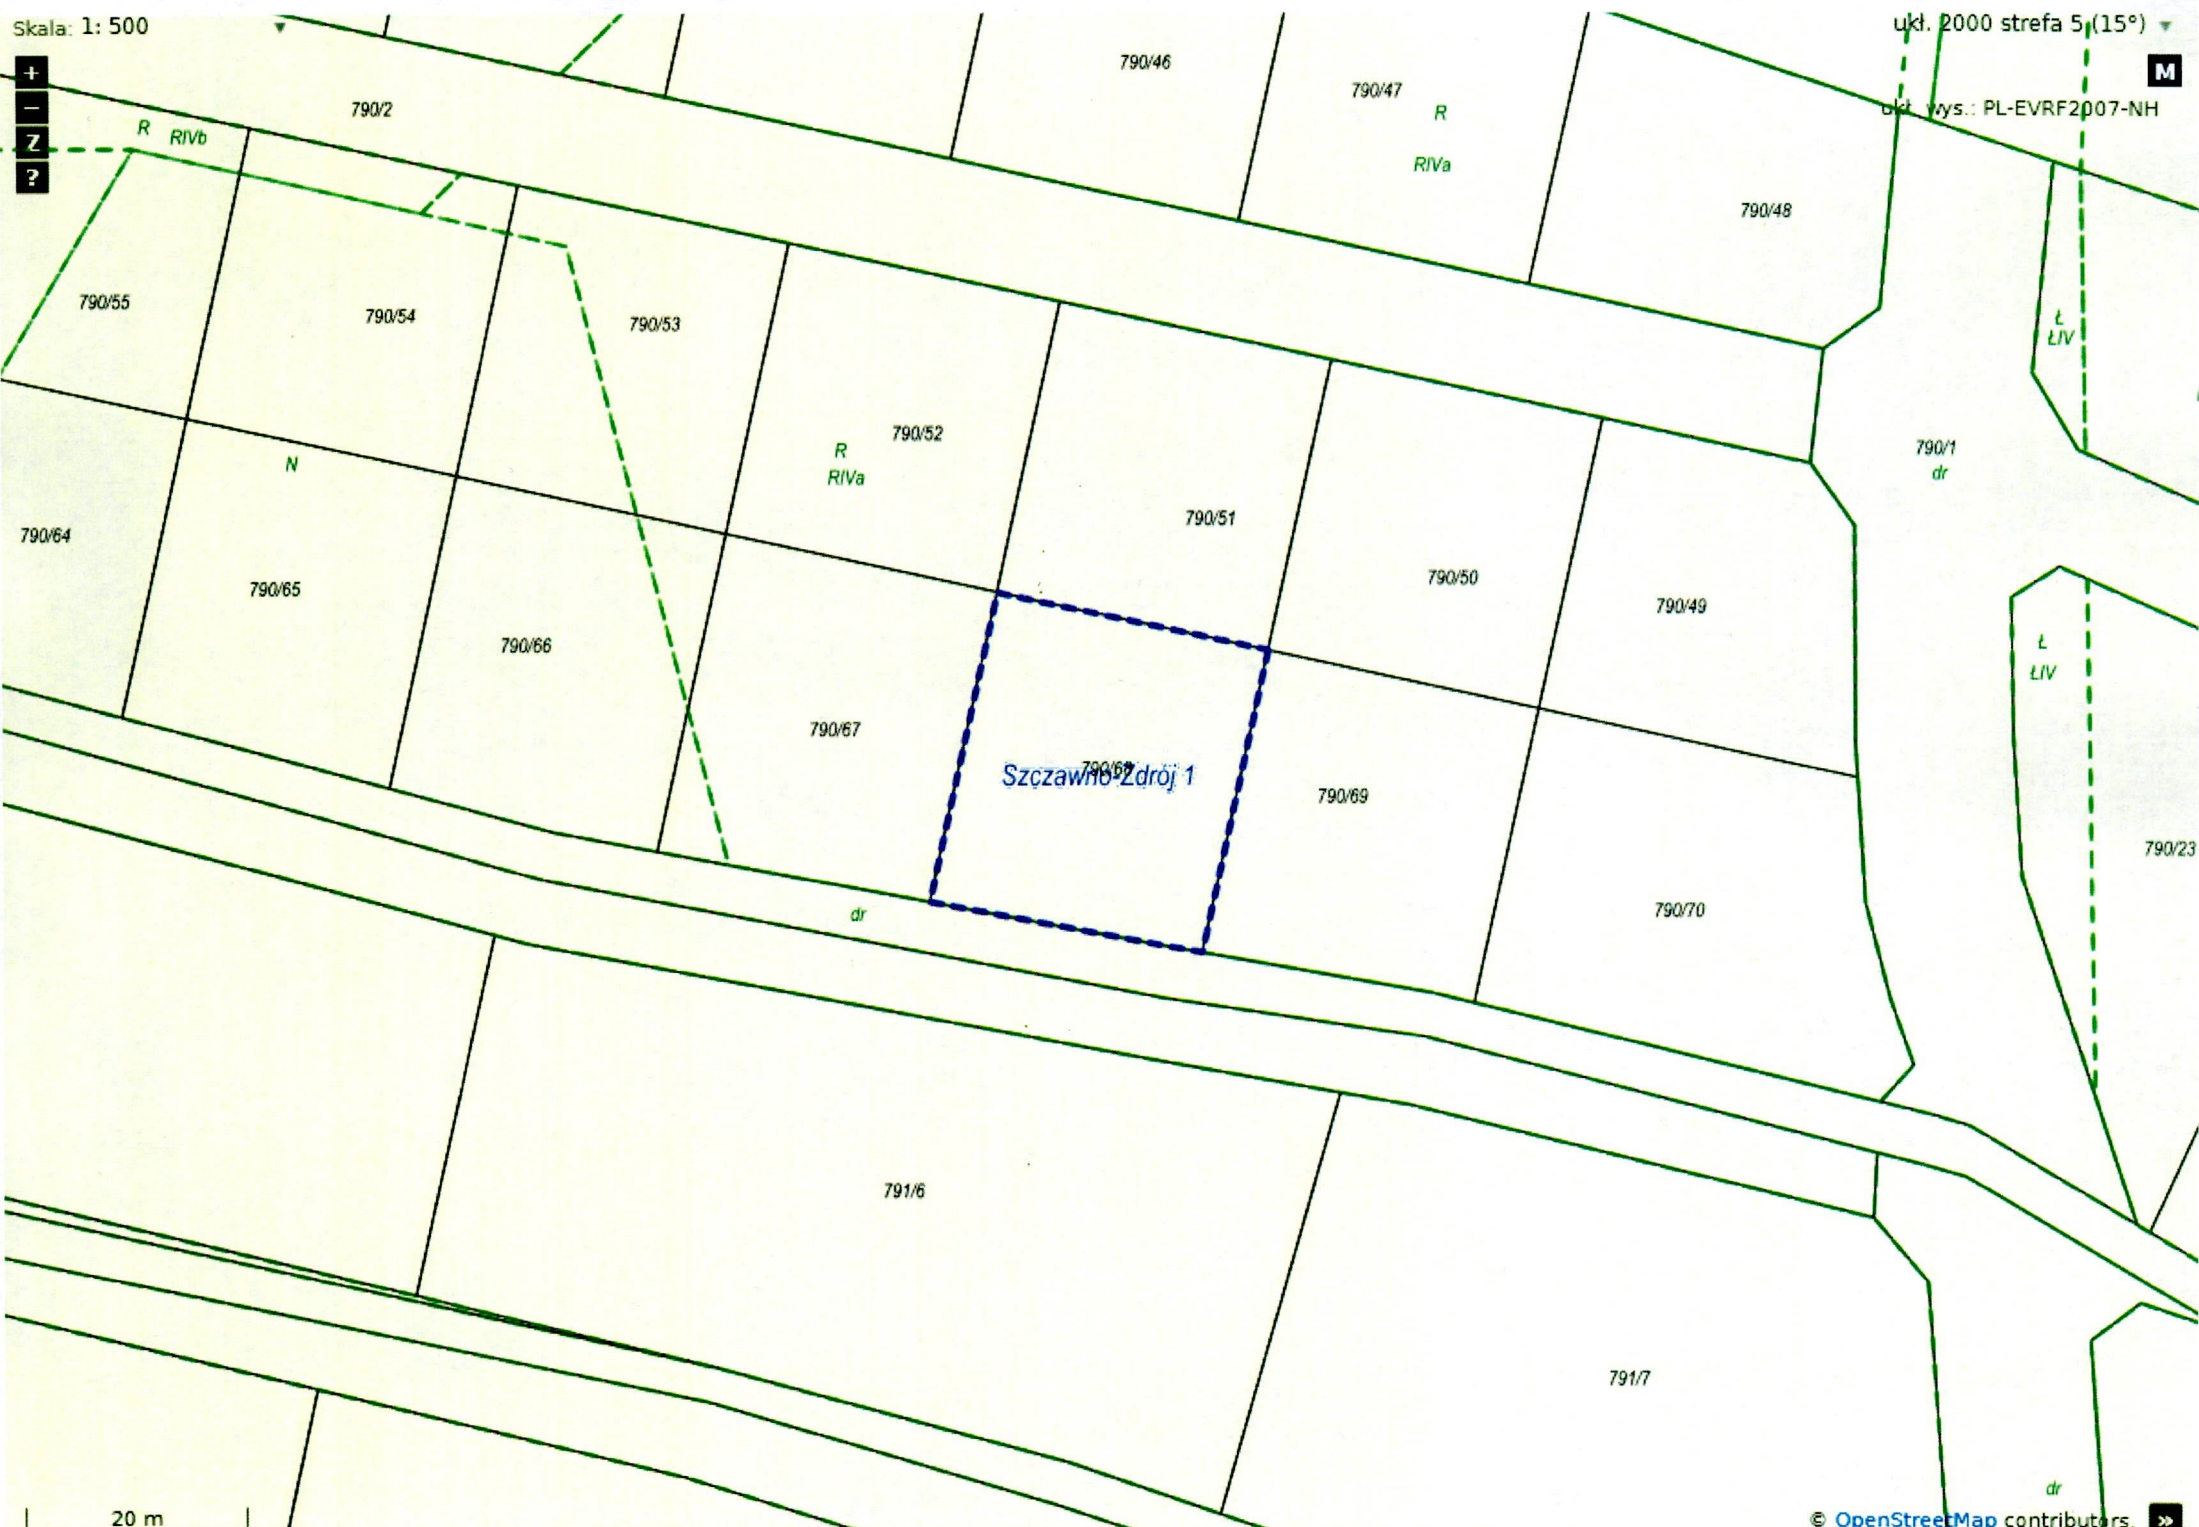 Skala: 1: 500
ukł. 2000 strefa 5 (15°)
+
M
–
790/46
790/47
790/2
R
ukł. wys.: PL-EVRF2007-NH
R RIVb
Z
RIVa
?
790/48
790/55
790/54
790/53
Ł
ŁIV
790/52
R
RIVa
790/1
dr
N
790/51
790/64
790/65
790/50
790/49
790/66
Ł
ŁIV
790/67
790/68
Szczawno-Zdrój 1
790/69
790/23
790/70
dr
791/6
791/7
dr
20 m
© OpenStreetMap contributors.
»